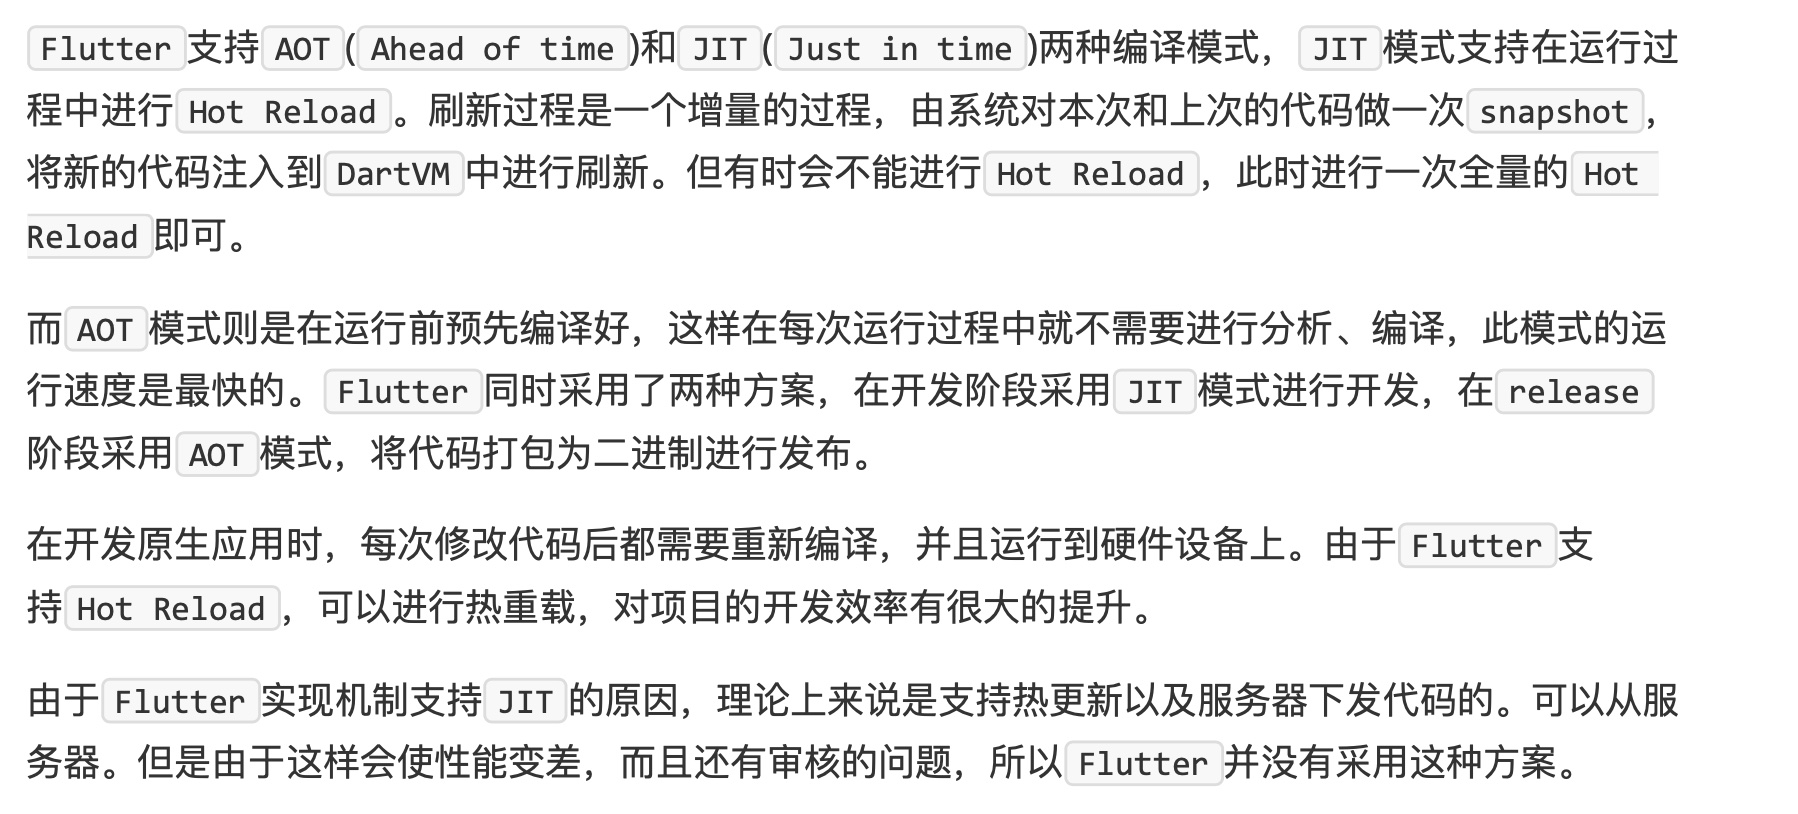 Flutter支持AOT(Ahead of time)和JIT(Just in time)两种编译模式，JIT模式支持在运行过
程中进行Hot Reload。刷新过程是一个增量的过程，由系统对本次和上次的代码做一次snapshot，
将新的代码注入到DartVM中进行刷新。但有时会不能进行Hot Reload，此时进行一次全量的Hot
Reload即可。
而AOT模式则是在运行前预先编译好，这样在每次运行过程中就不需要进行分析、编译，此模式的运
行速度是最快的。Flutter同时采用了两种方案，在开发阶段采用JIT模式进行开发，在release
阶段采用AOT模式，将代码打包为二进制进行发布。
在开发原生应用时，每次修改代码后都需要重新编译，并且运行到硬件设备上。由于Flutter支
持Hot Reload，可以进行热重载，对项目的开发效率有很大的提升。
由于Flutter实现机制支持JIT的原因，理论上来说是支持热更新以及服务器下发代码的。可以从服
务器。但是由于这样会使性能变差，而且还有审核的问题，所以Flutter并没有采用这种方案。